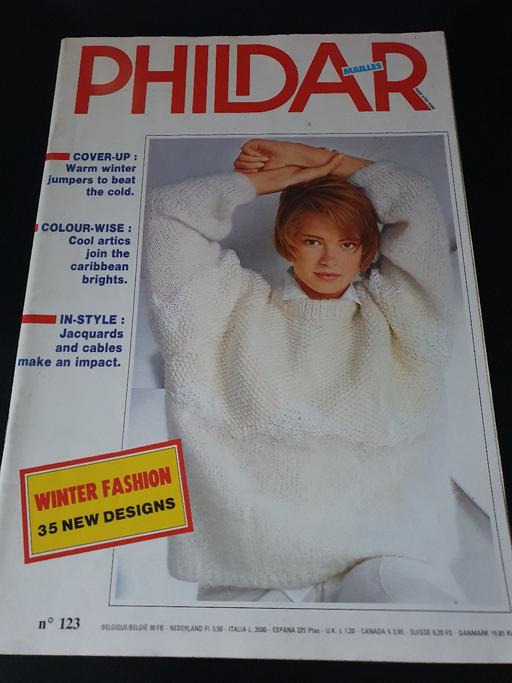 PHILDAR
MAILLES
COVER-UP :
Warm winter
jumpers to beat
the cold.
COLOUR-WISE :
Cool artics
join the
caribbean
brights.
IN-STYLE :
Jacquards
and cables
make an impact.
WINTER FASHION
35 NEW DESIGNS
n° 123
BELGIQUE/BELGIË 90 FB - NEDERLAND Fl. 5,50 - ITALIA L. 3500 - ESPANA 225 Ptas - U.K. £ 1.20 - CANADA $ 3,95 - SUISSE 6,20 FS - DANMARK 19,85